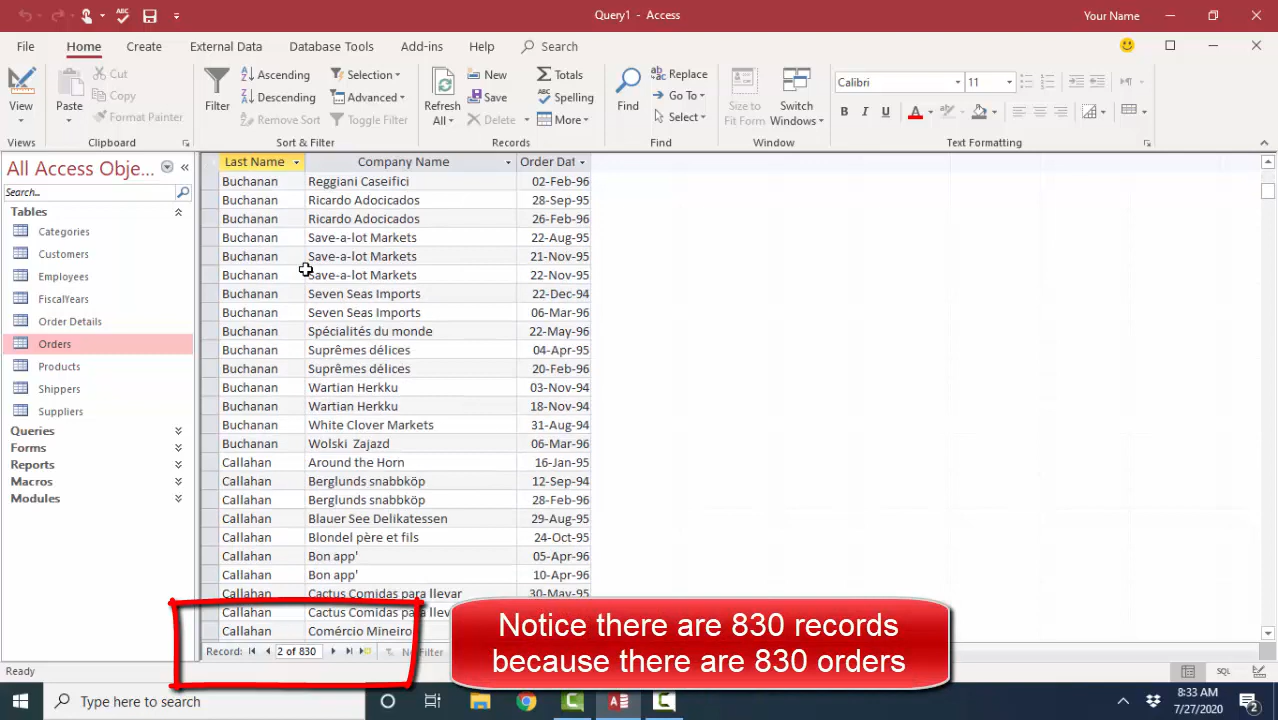 Query1 - Access
Your Name
File Home Create External Data Database Tools Add-ins Help Search
View
Paste
Cut
Copy
Format Painter
Filter
Ascending
Descending
Remove Sort
Selection
Advanced
Toggle Filter
Refresh
All
New
Save
Delete
Totals
Spelling
More
Find
Replace
Go To
Select
Size to
Fit Form
Switch
Windows
Calibri
11
B I U A
Views Clipboard Sort & Filter Records Find Window Text Formatting
All Access Obje...
Search...
Tables
Categories
Customers
Employees
FiscalYears
Order Details
Orders
Products
Shippers
Suppliers
Queries
Forms
Reports
Macros
Modules
Last Name Company Name Order Dat
Buchanan Reggiani Caseifici 02-Feb-96
Buchanan Ricardo Adocicados 28-Sep-95
Buchanan Ricardo Adocicados 26-Feb-96
Buchanan Save-a-lot Markets 22-Aug-95
Buchanan Save-a-lot Markets 21-Nov-95
Buchanan Save-a-lot Markets 22-Nov-95
Buchanan Seven Seas Imports 22-Dec-94
Buchanan Seven Seas Imports 06-Mar-96
Buchanan Spécialités du monde 22-May-96
Buchanan Suprêmes délices 04-Apr-95
Buchanan Suprêmes délices 20-Feb-96
Buchanan Wartian Herkku 03-Nov-94
Buchanan Wartian Herkku 18-Nov-94
Buchanan White Clover Markets 31-Aug-94
Buchanan Wolski Zajazd 06-Mar-96
Callahan Around the Horn 16-Jan-95
Callahan Berglunds snabbköp 12-Sep-94
Callahan Berglunds snabbköp 28-Feb-96
Callahan Blauer See Delikatessen 29-Aug-95
Callahan Blondel père et fils 24-Oct-95
Callahan Bon app' 05-Apr-96
Callahan Bon app' 10-Apr-96
Callahan Cactus Comidas para llevar 30-May-95
Callahan Cactus Comidas para lle
Callahan Comércio Mineiro
Record: 2 of 830 No Filter
Notice there are 830 records
because there are 830 orders
Ready
SQL
Type here to search
8:33 AM
7/27/2020
2